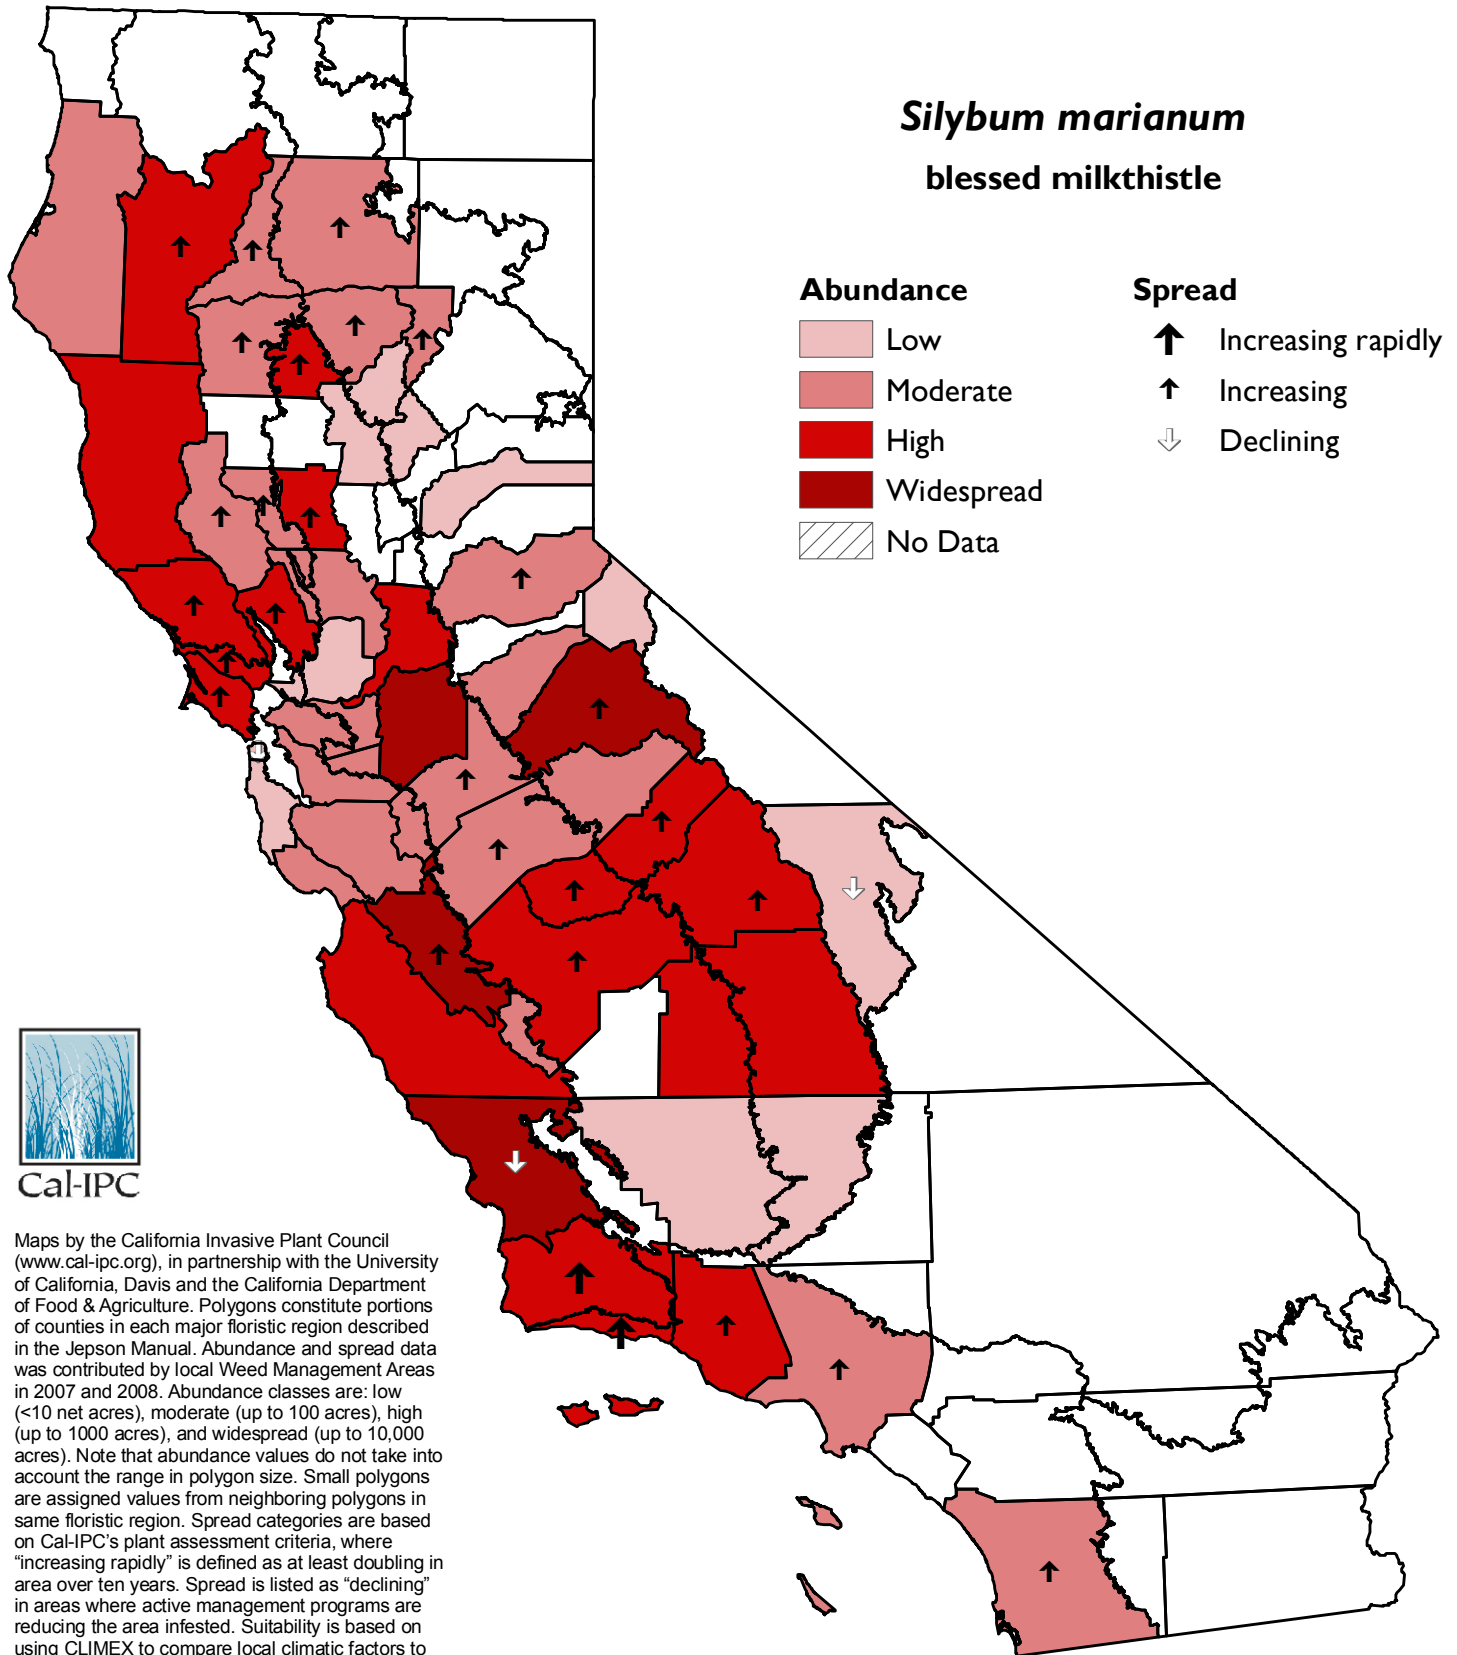 Silybum marianum
blessed milkthistle
Abundance
Low
Moderate
High
Widespread
No Data
Spread
Increasing rapidly
Increasing
Declining
Cal-IPC
Maps by the California Invasive Plant Council
(www.cal-ipc.org), in partnership with the University
of California, Davis and the California Department
of Food & Agriculture. Polygons constitute portions
of counties in each major floristic region described
in the Jepson Manual. Abundance and spread data
was contributed by local Weed Management Areas
in 2007 and 2008. Abundance classes are: low
(<10 net acres), moderate (up to 100 acres), high
(up to 1000 acres), and widespread (up to 10,000
acres). Note that abundance values do not take into
account the range in polygon size. Small polygons
are assigned values from neighboring polygons in
same floristic region. Spread categories are based
on Cal-IPC’s plant assessment criteria, where
“increasing rapidly” is defined as at least doubling in
area over ten years. Spread is listed as “declining”
in areas where active management programs are
reducing the area infested. Suitability is based on
using CLIMEX to compare local climatic factors to